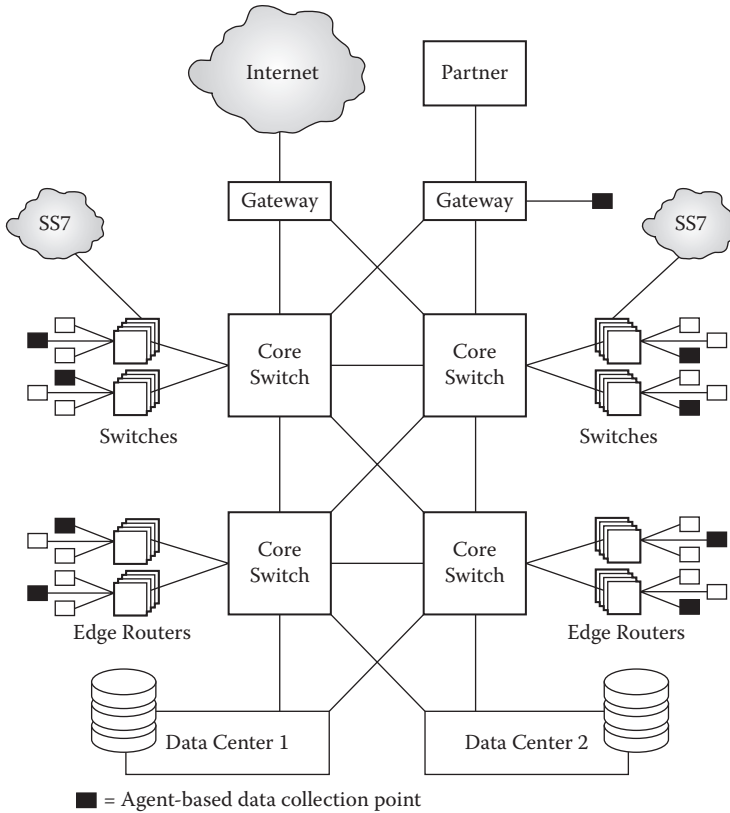 Internet
Partner
Gateway
Gateway
SS7
SS7
Core
Switch
Core
Switch
Switches
Switches
Core
Switch
Core
Switch
Edge Routers
Edge Routers
Data Center 1
Data Center 2
= Agent-based data collection point